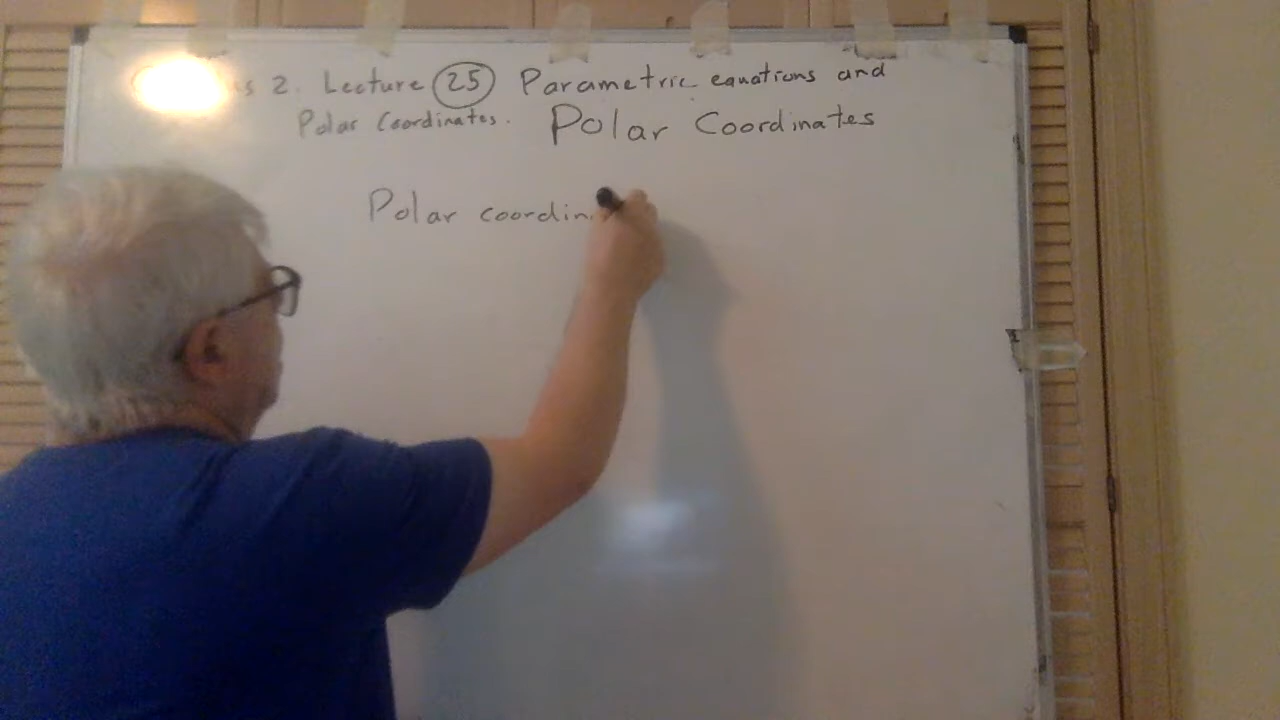 s 2. Lecture 25 Parametric equations and
Polar Coordinates. Polar Coordinates
Polar coordin